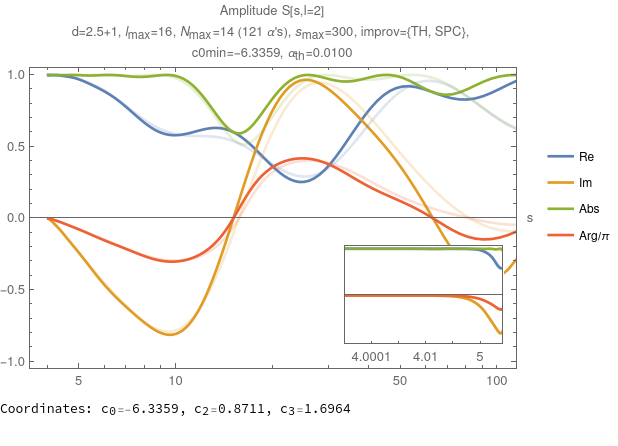 Amplitude S[s,l=2]
d=2.5+1, lmax=16, Nmax=14 (121 α's), smax=300, improv={TH, SPC},
c0min=−6.3359, αth=0.0100
1.0
0.5
0.0
−0.5
−1.0
s
Re
Im
Abs
Arg/π
4.0001 4.01 5
5 10 50 100
Coordinates: c0=−6.3359, c2=0.8711, c3=1.6964